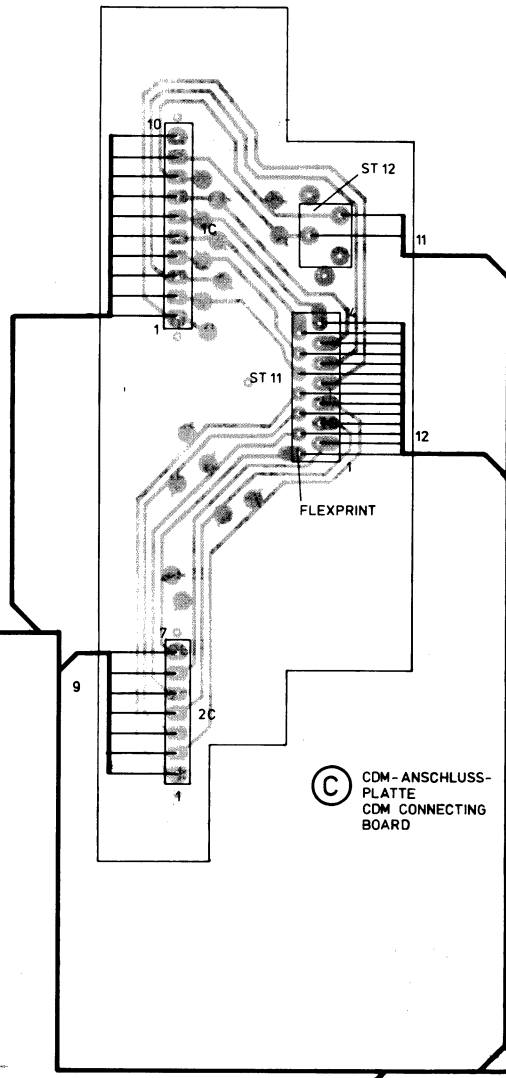 10
ST 12
1C
11
1
ST 11
12
1
FLEXPRINT
7
9
2C
1
C
CDM-ANSCHLUSS-
PLATTE
CDM CONNECTING
BOARD